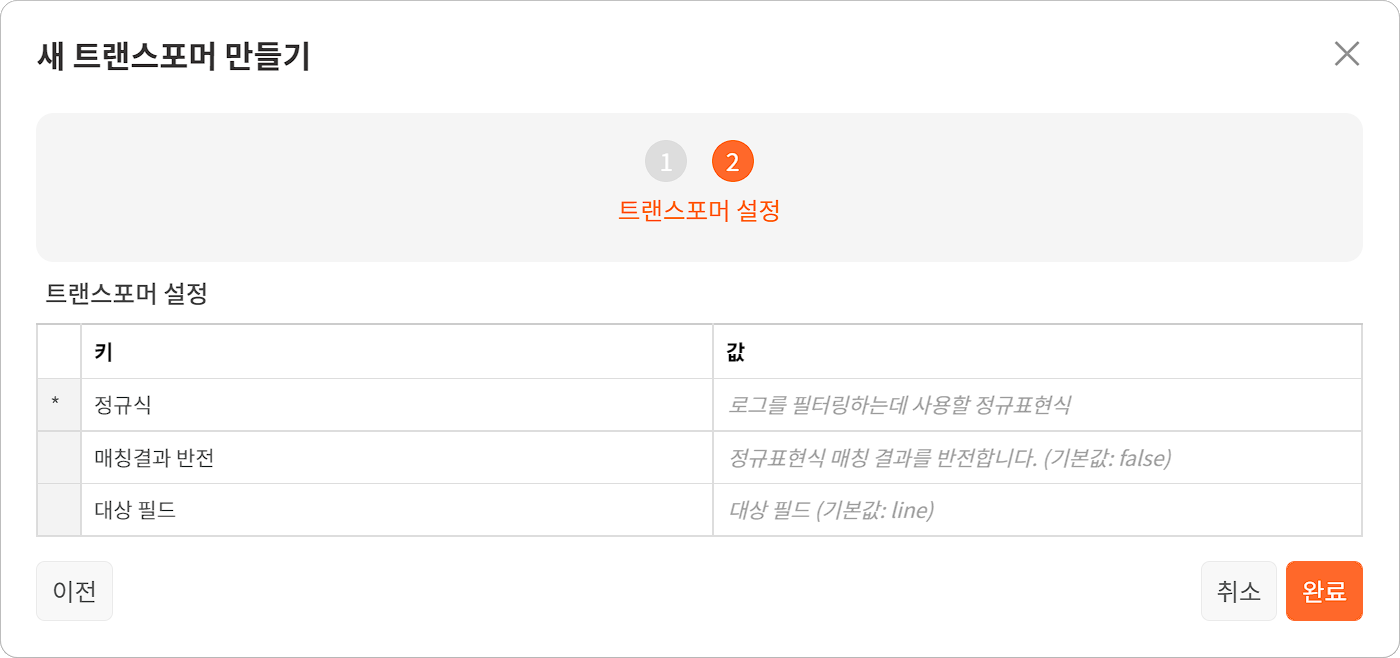 새 트랜스포머 만들기
1 2
트랜스포머 설정
트랜스포머 설정
키 값
* 정규식 로그를 필터링하는데 사용할 정규표현식
매칭결과 반전 정규표현식 매칭 결과를 반전합니다. (기본값: false)
대상 필드 대상 필드 (기본값: line)
이전 취소 완료